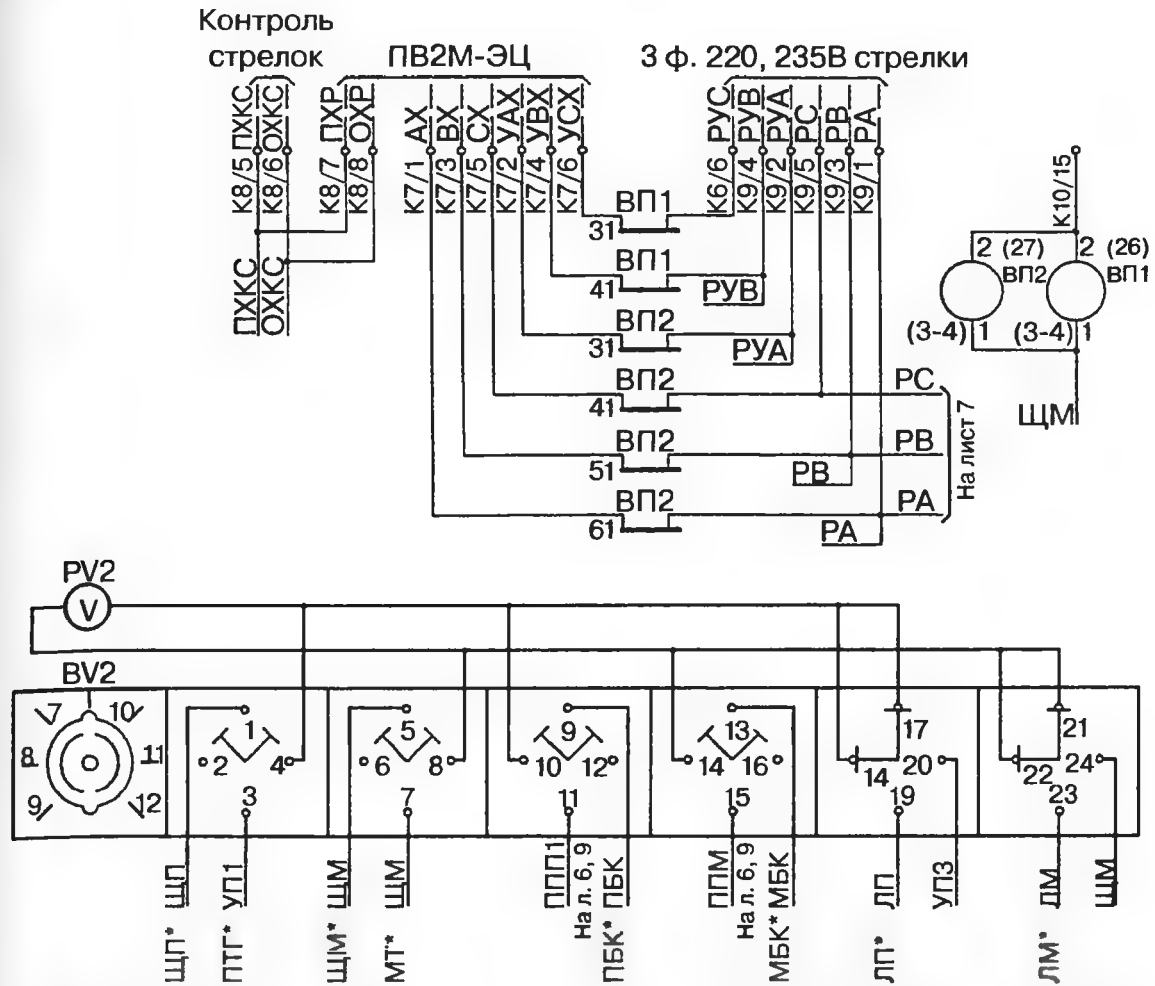 Контроль
стрелок
ПВ2М-ЭЦ
3 ф. 220, 235В стрелки
ПХКС
ОХКС
ПХР
ОХР
АХ
ВХ
СХ
УАХ
УВХ
УСХ
РУС
РУВ
РУА
РС
РВ
РА
К8/5
К8/6
К8/7
К8/8
К7/1
К7/3
К7/5
К7/2
К7/4
К7/6
К6/6
К9/4
К9/2
К9/5
К9/3
К9/1
К10/15
ПХКС
ОХКС
ВП1
31
ВП1
41
РУВ
ВП2
31
РУА
ВП2
41
РС
ВП2
51
РВ
РВ
ВП2
61
РА
РА
На лист 7
2 (27)
ВП2
2 (26)
ВП1
(3-4) 1
(3-4) 1
ЩМ
PV2
V
BV2
7
10
8
11
9
12
1
2
4
3
5
6
8
7
9
10
12
11
13
14
16
15
17
14
20
19
21
22
24
23
ЩП* ЩП
ПТГ* УП1
ЩМ* ЩМ
МТ* ЩМ
ППП1
На л. 6, 9
ПБК* ПБК
ППМ
На л. 6, 9
МБК* МБК
ЛП* ЛП
УП3
ЛМ* ЛМ
ЩМ